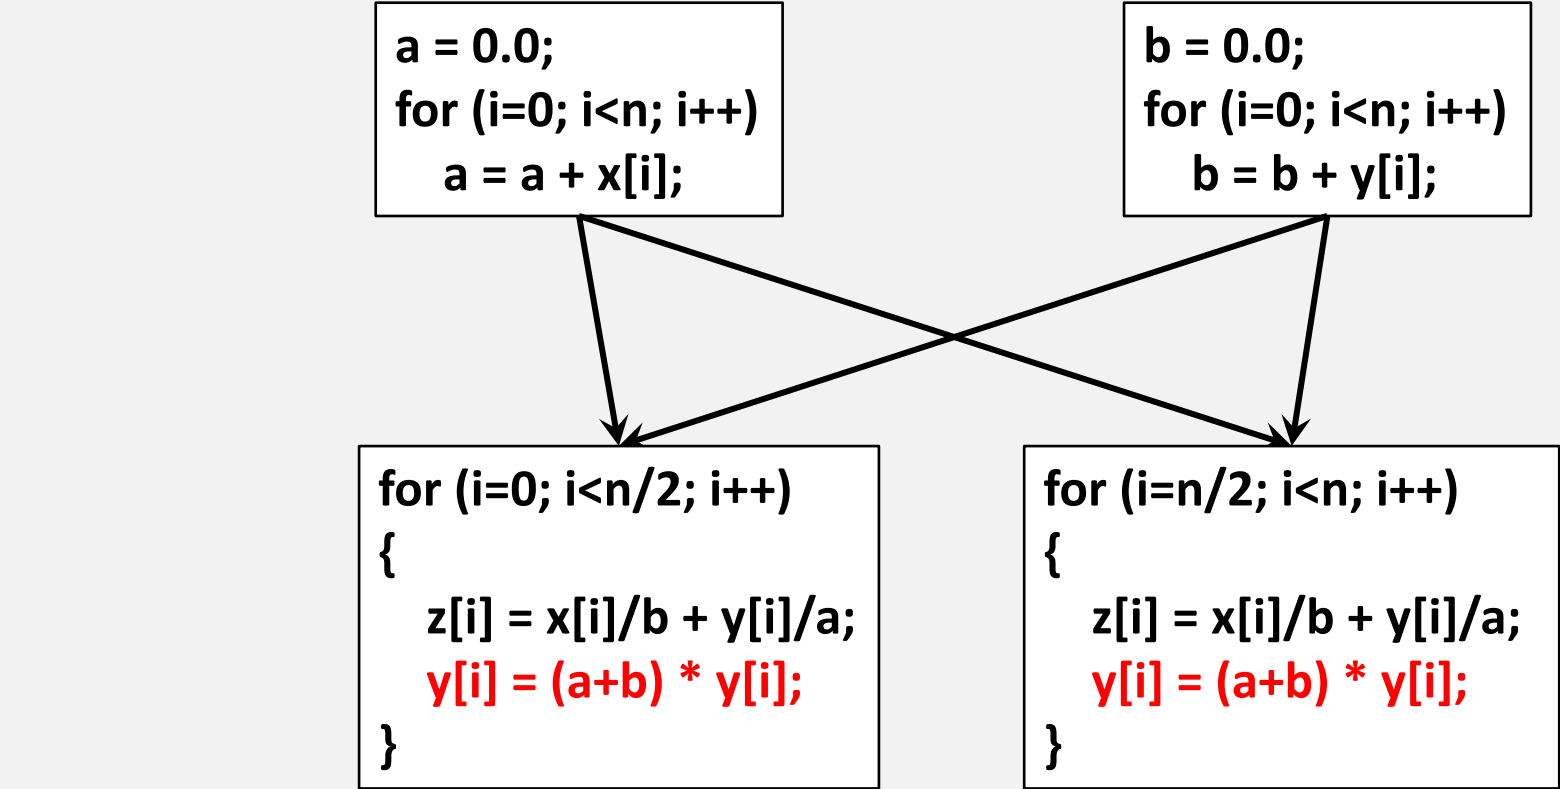 a = 0.0;
for (i=0; i<n; i++)
a = a + x[i];
b = 0.0;
for (i=0; i<n; i++)
b = b + y[i];
for (i=0; i<n/2; i++)
{
z[i] = x[i]/b + y[i]/a;
y[i] = (a+b) * y[i];
}
for (i=n/2; i<n; i++)
{
z[i] = x[i]/b + y[i]/a;
y[i] = (a+b) * y[i];
}